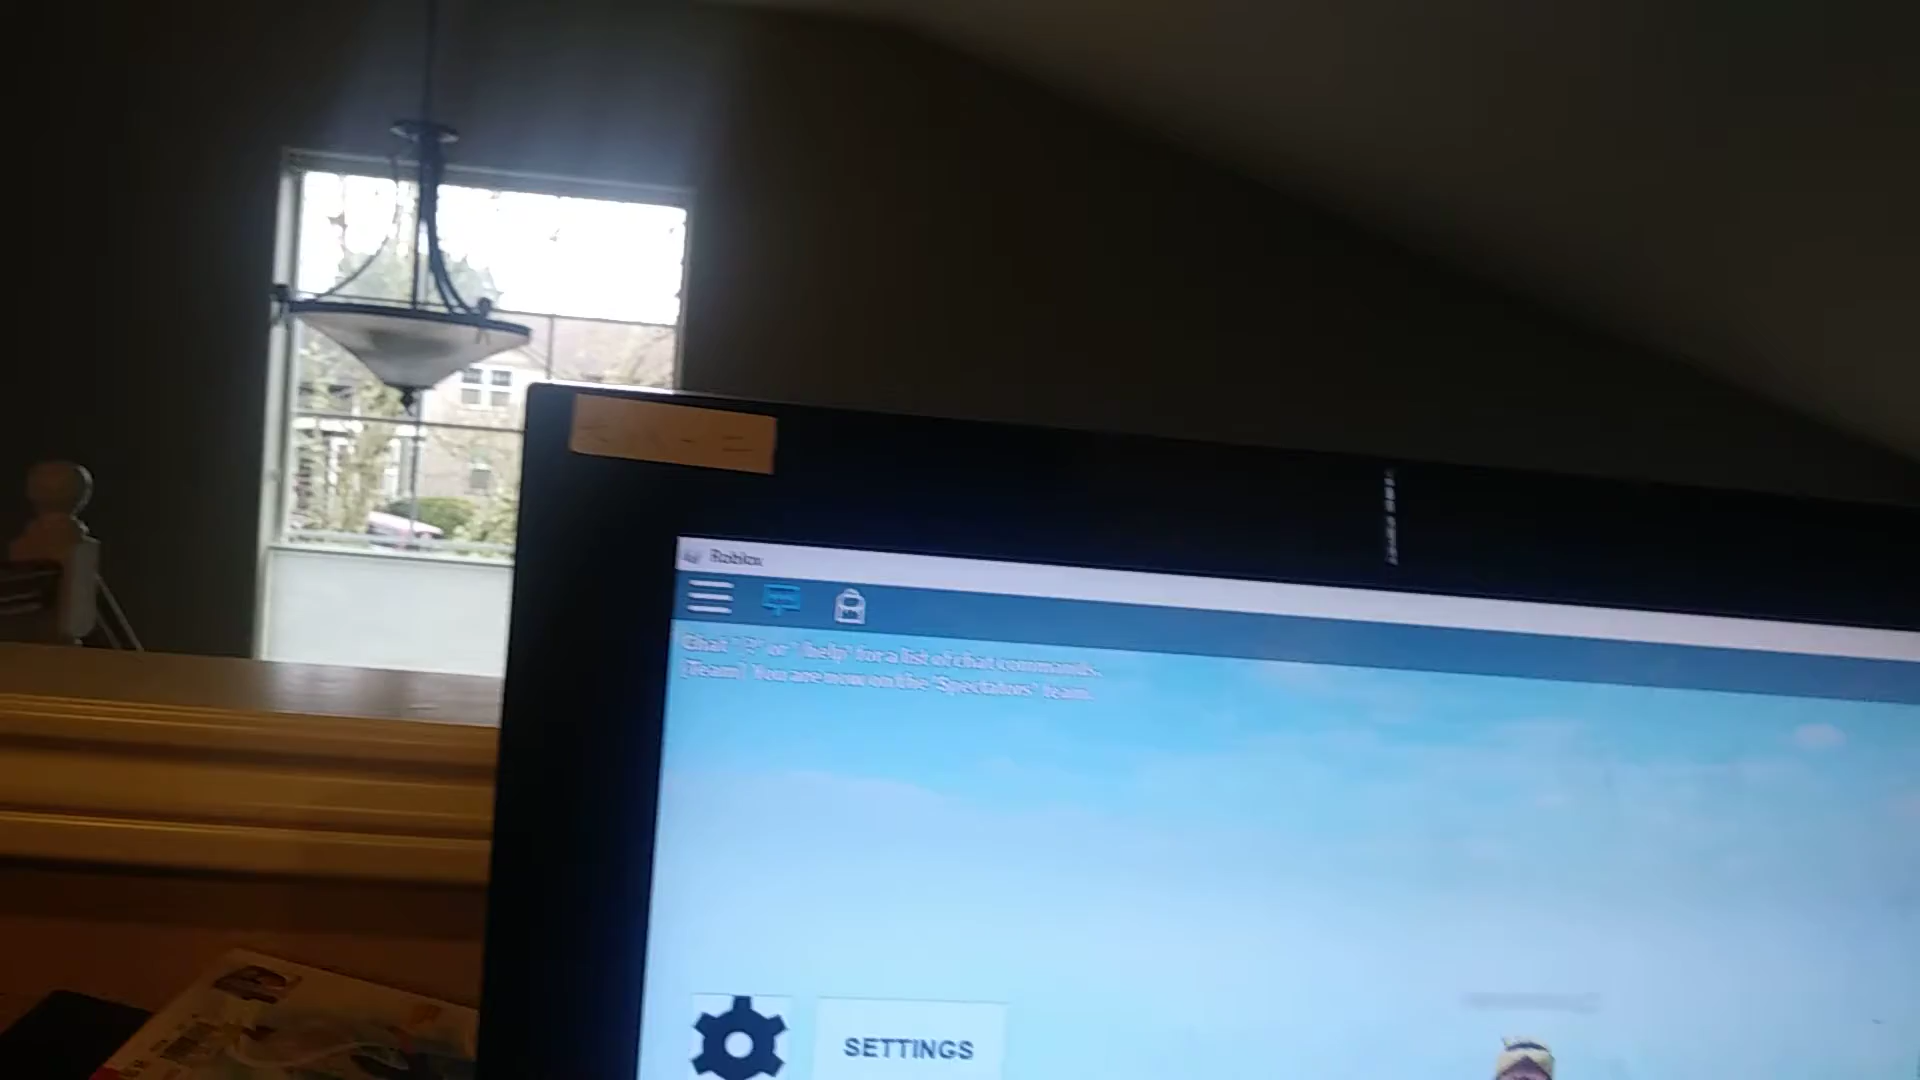 Roblox
Chat '/?' or '/help' for a list of chat commands.
[Team] You are now on the 'Spectators' team.
SETTINGS